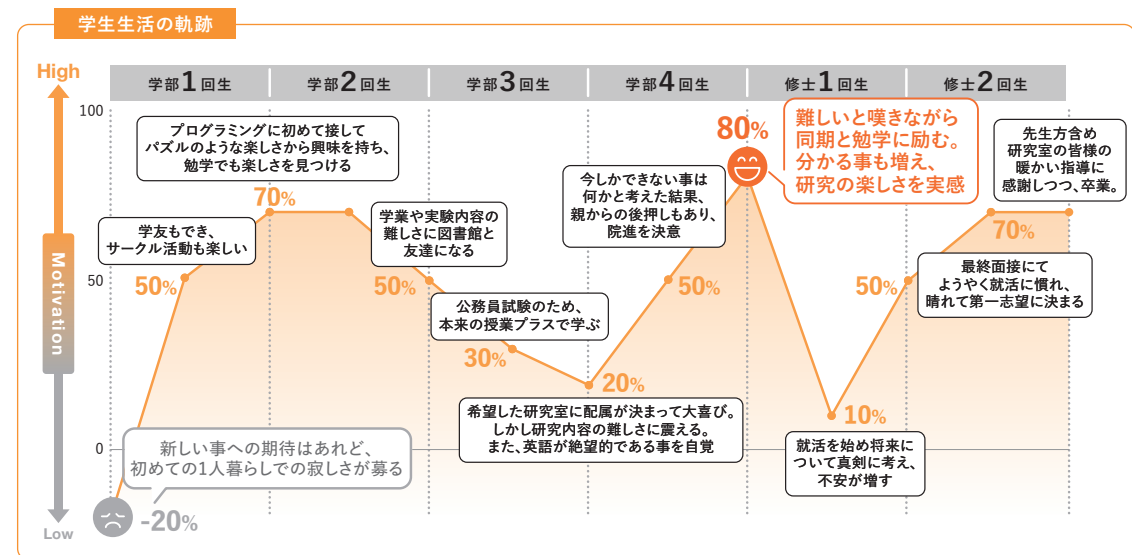 学生生活の軌跡
High
学部1回生
学部2回生
学部3回生
学部4回生
修士1回生
修士2回生
100
50
0
Motivation
Low
新しい事への期待はあれど、
初めての1人暮らしでの寂しさが募る
-20%
学友もでき、
サークル活動も楽しい
50%
プログラミングに初めて接して
パズルのような楽しさから興味を持ち、
勉学でも楽しさを見つける
70%
学業や実験内容の
難しさに図書館と
友達になる
50%
公務員試験のため、
本来の授業プラスで学ぶ
30%
20%
希望した研究室に配属が決まって大喜び。
しかし研究内容の難しさに震える。
また、英語が絶望的である事を自覚
今しかできない事は
何かと考えた結果、
親からの後押しもあり、
院進を決意
50%
80%
難しいと嘆きながら
同期と勉学に励む。
分かる事も増え、
研究の楽しさを実感
10%
就活を始め将来に
ついて真剣に考え、
不安が増す
50%
最終面接にて
ようやく就活に慣れ、
晴れて第一志望に決まる
70%
先生方含め
研究室の皆様の
暖かい指導に
感謝しつつ、卒業。